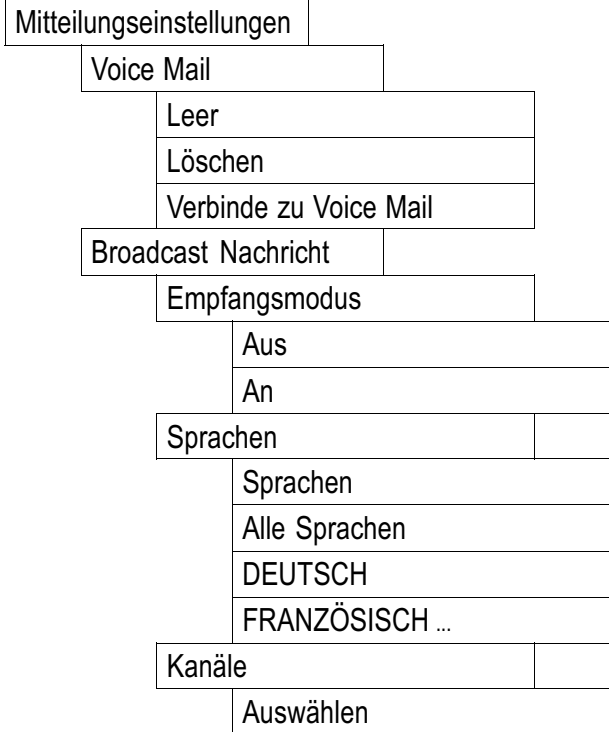 Mitteilungseinstellungen
Voice Mail
Leer
Löschen
Verbinde zu Voice Mail
Broadcast Nachricht
Empfangsmodus
Aus
An
Sprachen
Sprachen
Alle Sprachen
DEUTSCH
FRANZÖSISCH ...
Kanäle
Auswählen